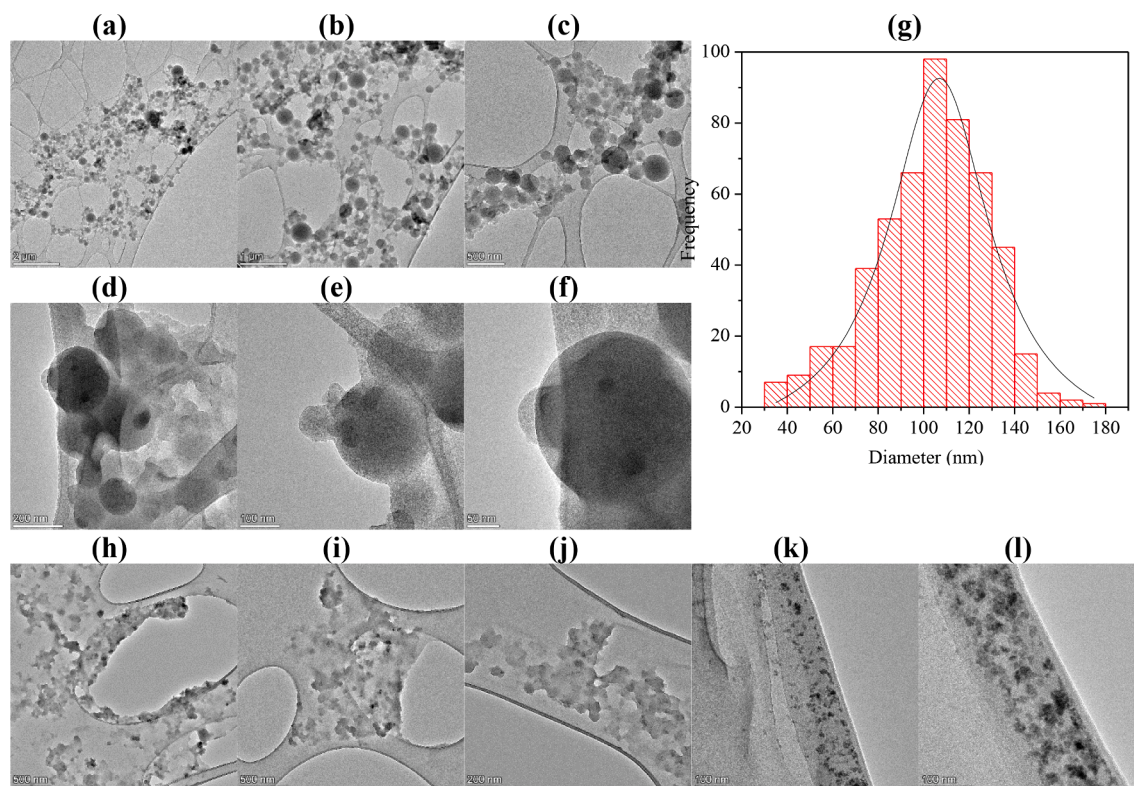 (a) (b) (c) (g)
2 μm
1 μm
500 nm
100
80
60
40
20
0
Frequency
20 40 60 80 100 120 140 160 180
Diameter (nm)
(d) (e) (f)
200 nm
100 nm
50 nm
(h) (i) (j) (k) (l)
500 nm
500 nm
200 nm
100 nm
100 nm